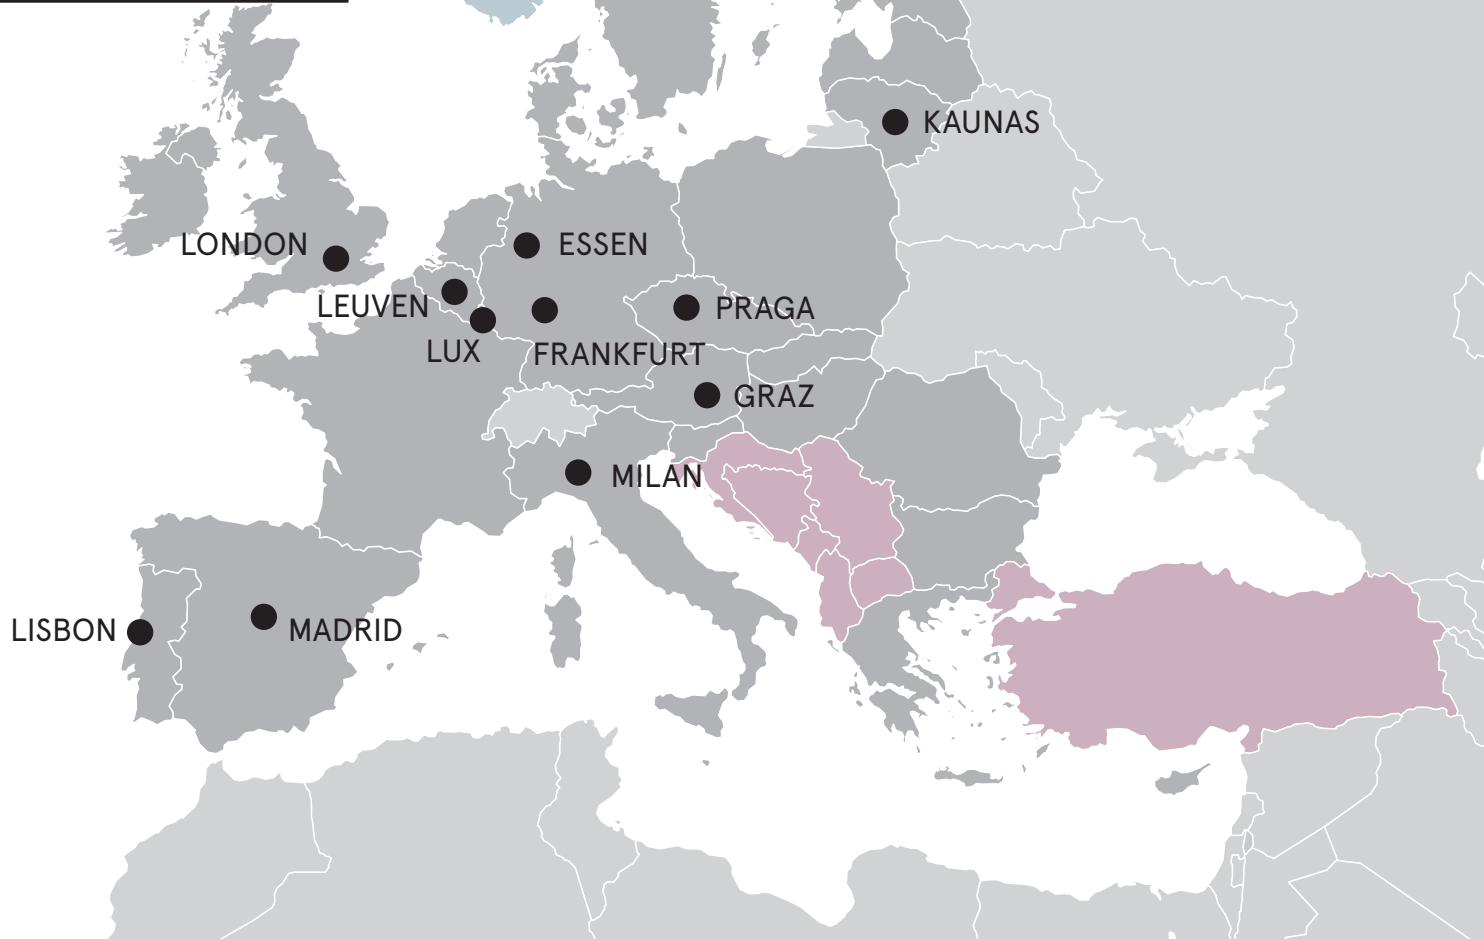 KAUNAS
LONDON
ESSEN
LEUVEN
PRAGA
LUX
FRANKFURT
GRAZ
MILAN
LISBON
MADRID